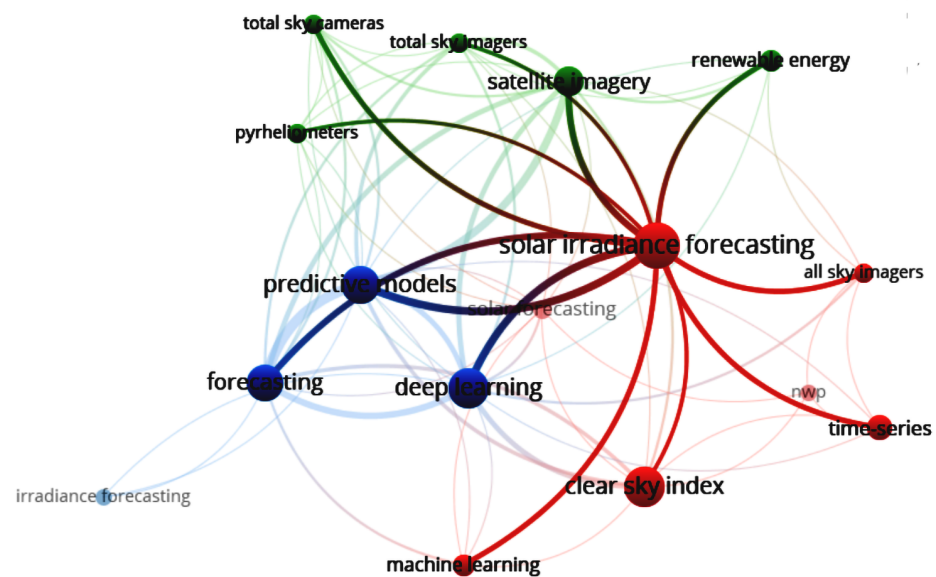 total sky cameras
total sky imagers
renewable energy
satellite imagery
pyrheliometers
solar irradiance forecasting
all sky imagers
predictive models
solar forecasting
forecasting
deep learning
nwp
time-series
clear sky index
irradiance forecasting
machine learning